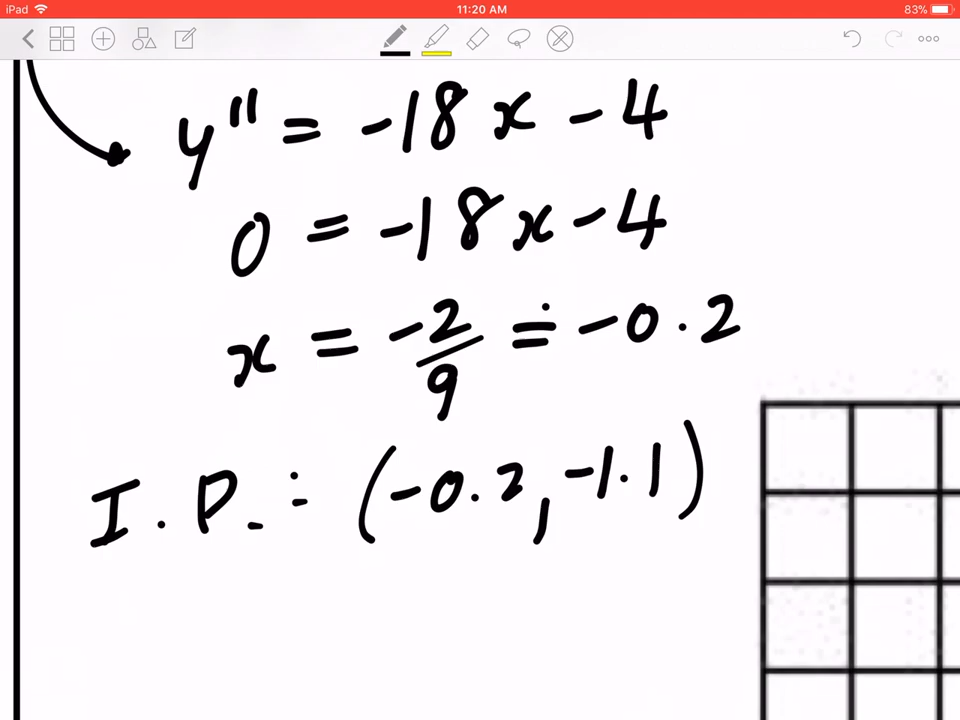 iPad 11:20 AM 83%
y" = -18x - 4
0 = -18x - 4
x = -2/9 ≐ -0.2
I.P. ≐ (-0.2, -1.1)